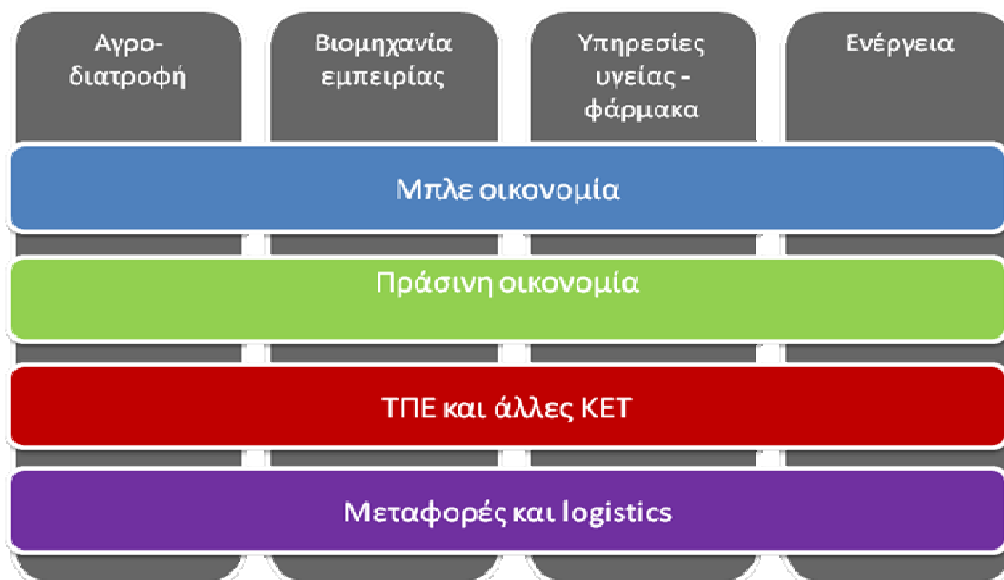 Αγρο-
διατροφή
Βιομηχανία
εμπειρίας
Υπηρεσίες
υγείας -
φάρμακα
Ενέργεια
Μπλε οικονομία
Πράσινη οικονομία
ΤΠΕ και άλλες ΚΕΤ
Μεταφορές και logistics